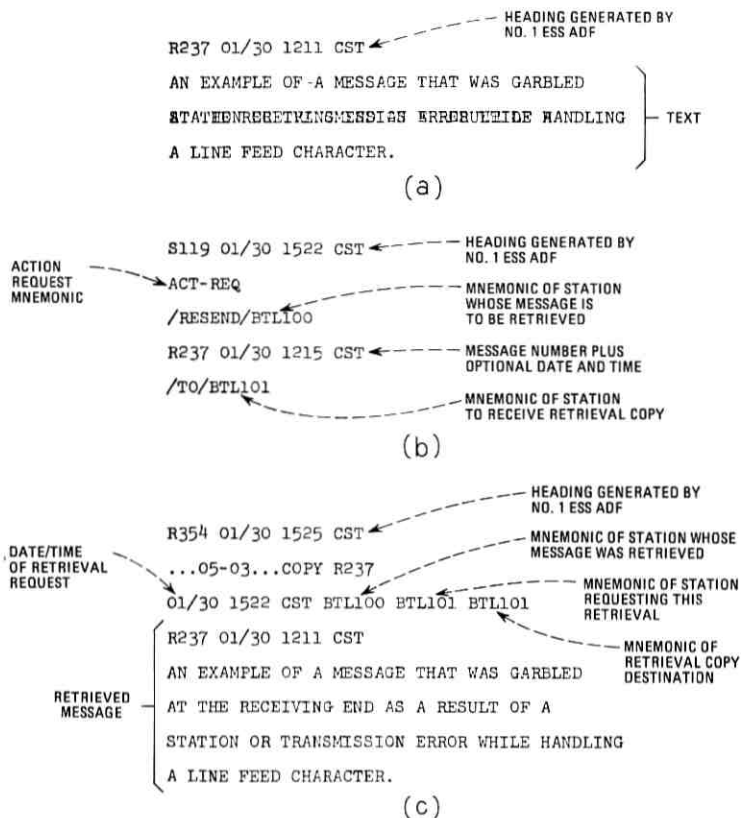 HEADING GENERATED BY
NO. 1 ESS ADF
R237 01/30 1211 CST
AN EXAMPLE OF A MESSAGE THAT WAS GARBLED
HANDLING
TEXT
A LINE FEED CHARACTER.
(a)
S119 01/30 1522 CST
HEADING GENERATED BY
NO. 1 ESS ADF
ACTION
REQUEST
MNEMONIC
ACT-REQ
MNEMONIC OF STATION
WHOSE MESSAGE IS
TO BE RETRIEVED
/RESEND/BTL100
R237 01/30 1215 CST
MESSAGE NUMBER PLUS
OPTIONAL DATE AND TIME
/TO/BTL101
MNEMONIC OF STATION
TO RECEIVE RETRIEVAL COPY
(b)
HEADING GENERATED BY
NO. 1 ESS ADF
R354 01/30 1525 CST
MNEMONIC OF STATION WHOSE
MESSAGE WAS RETRIEVED
DATE/TIME
OF RETRIEVAL
REQUEST
...05-03...COPY R237
MNEMONIC OF STATION
REQUESTING THIS
RETRIEVAL
01/30 1522 CST BTL100 BTL101 BTL101
MNEMONIC OF
RETRIEVAL COPY
DESTINATION
R237 01/30 1211 CST
AN EXAMPLE OF A MESSAGE THAT WAS GARBLED
RETRIEVED
MESSAGE
AT THE RECEIVING END AS A RESULT OF A
STATION OR TRANSMISSION ERROR WHILE HANDLING
A LINE FEED CHARACTER.
(c)